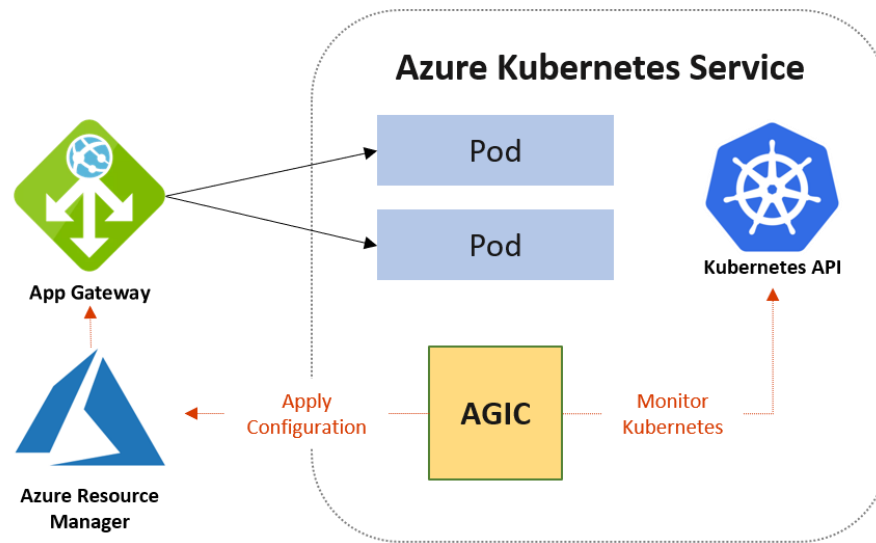 Azure Kubernetes Service
Pod
Pod
App Gateway
Kubernetes API
AGIC
Apply
Configuration
Monitor
Kubernetes
Azure Resource
Manager